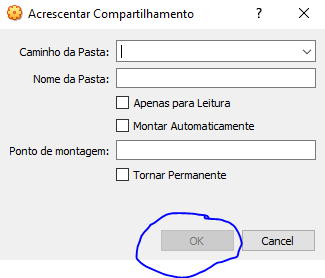 Acrescentar Compartilhamento ?
Caminho da Pasta:
Nome da Pasta:
Apenas para Leitura
Montar Automaticamente
Ponto de montagem:
Tornar Permanente
OK Cancel